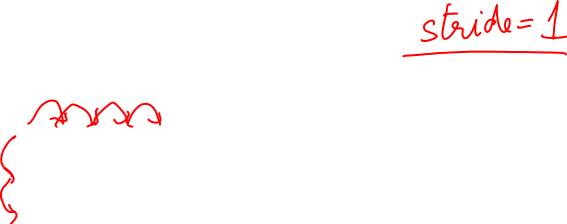 stride = 1